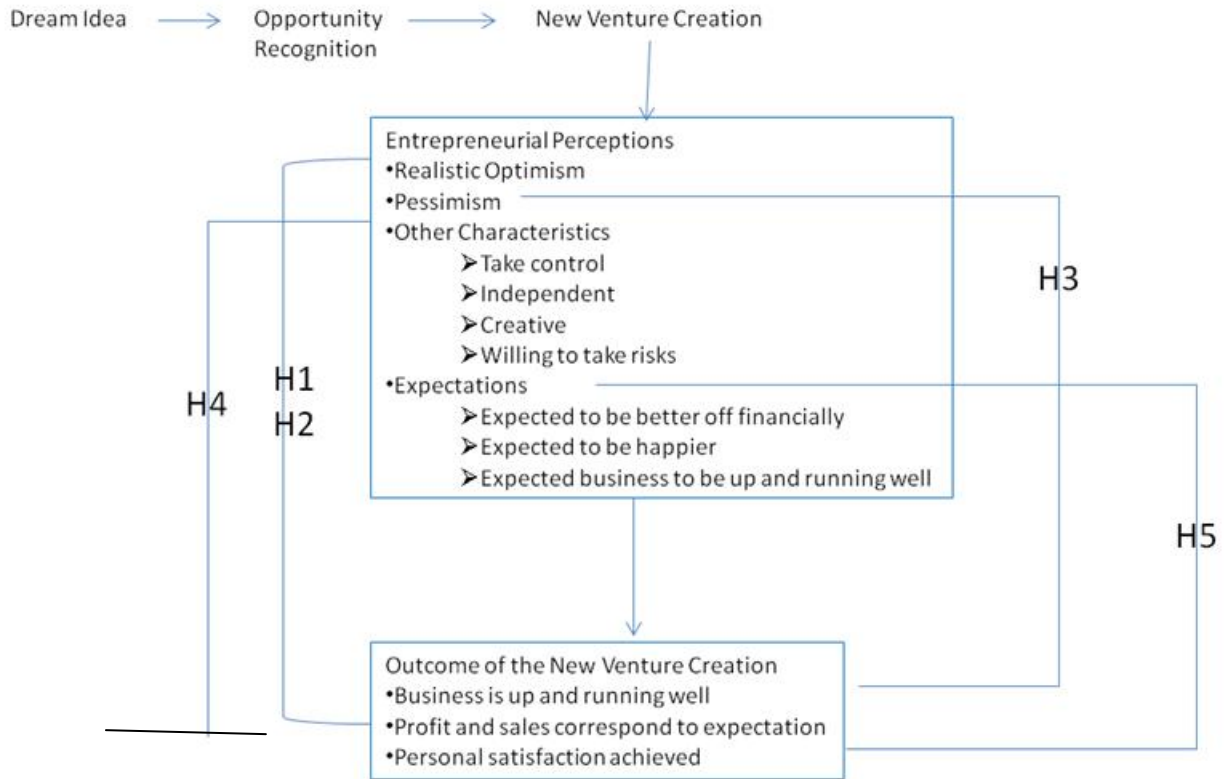 Dream Idea
Opportunity
Recognition
New Venture Creation
Entrepreneurial Perceptions
•Realistic Optimism
•Pessimism
•Other Characteristics
➢Take control
➢Independent
➢Creative
➢Willing to take risks
•Expectations
➢Expected to be better off financially
➢Expected to be happier
➢Expected business to be up and running well
H1
H2
H4
H3
H5
Outcome of the New Venture Creation
•Business is up and running well
•Profit and sales correspond to expectation
•Personal satisfaction achieved